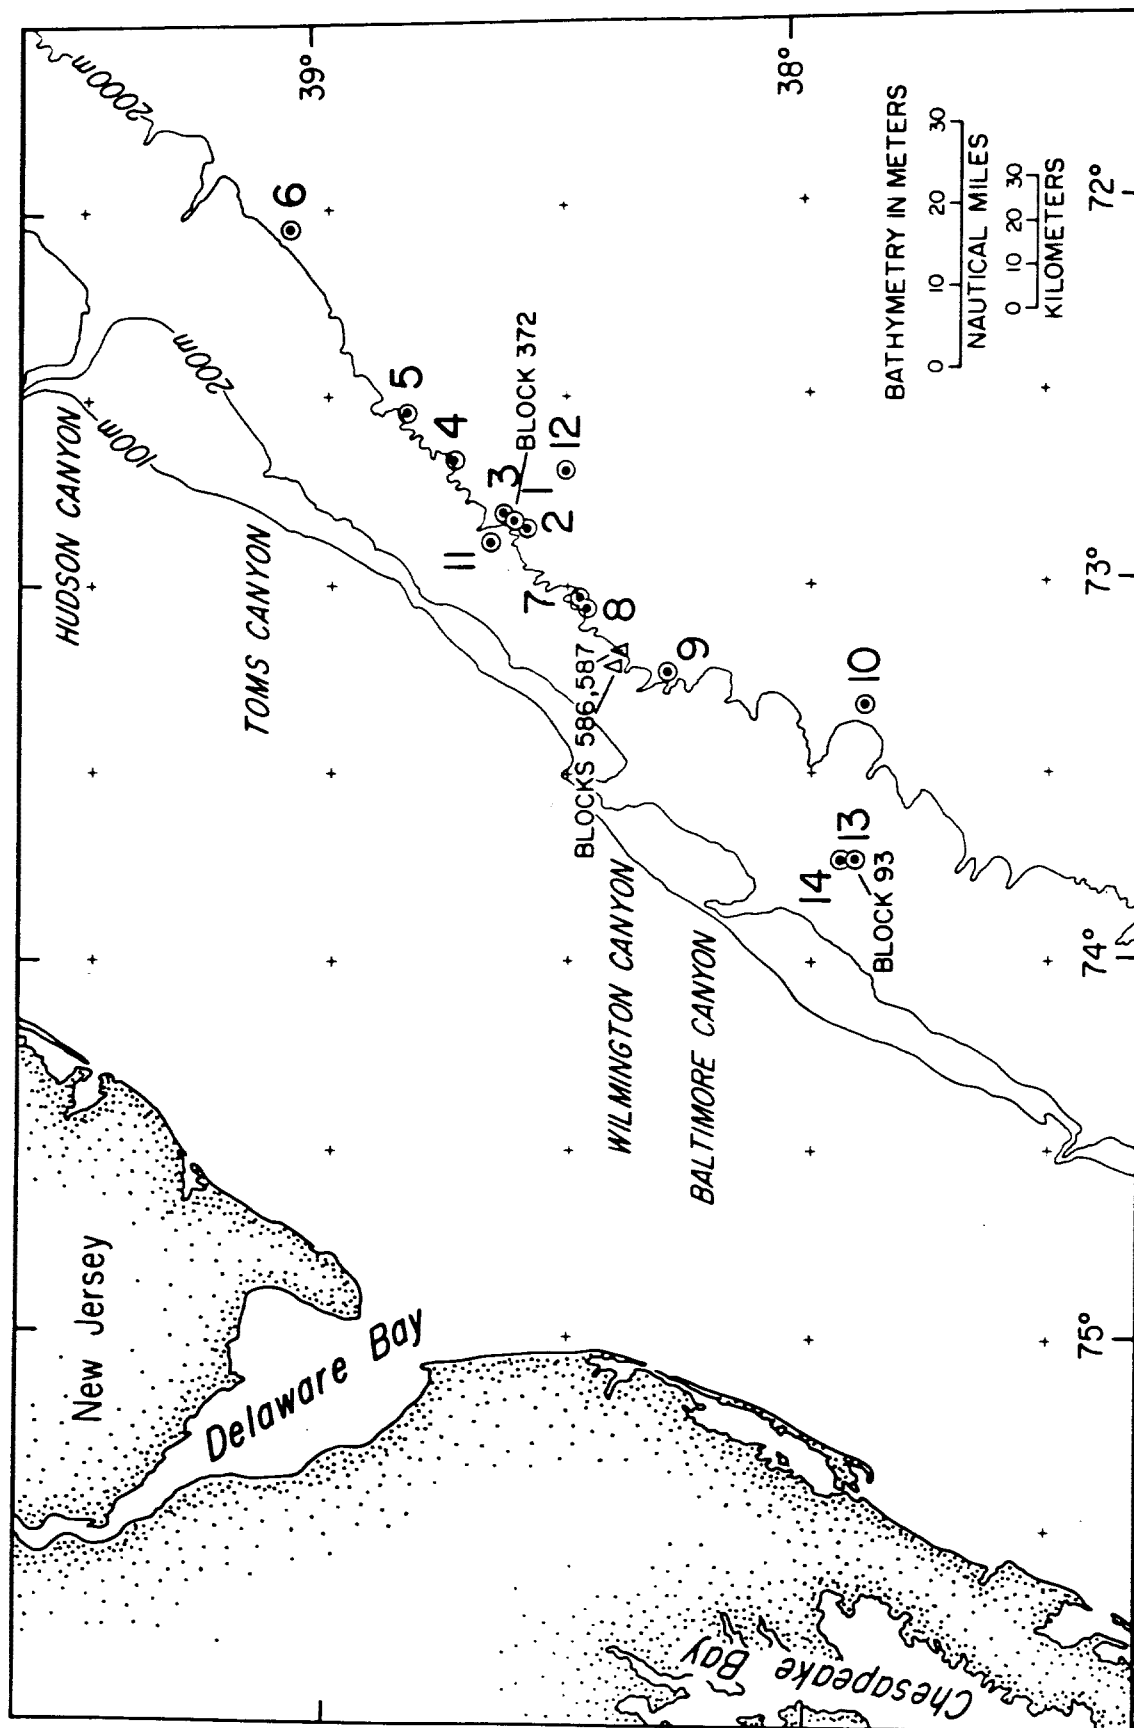 New Jersey
Delaware Bay
Chesapeake Bay
HUDSON CANYON
TOMS CANYON
WILMINGTON CANYON
BALTIMORE CANYON
100m
200m
2000m
BLOCKS 586,587
BLOCK 372
BLOCK 93
1
2
3
4
5
6
7
8
9
10
11
12
13
14
39°
38°
75°
74°
73°
72°
BATHYMETRY IN METERS
0 10 20 30
NAUTICAL MILES
0 10 20 30
KILOMETERS